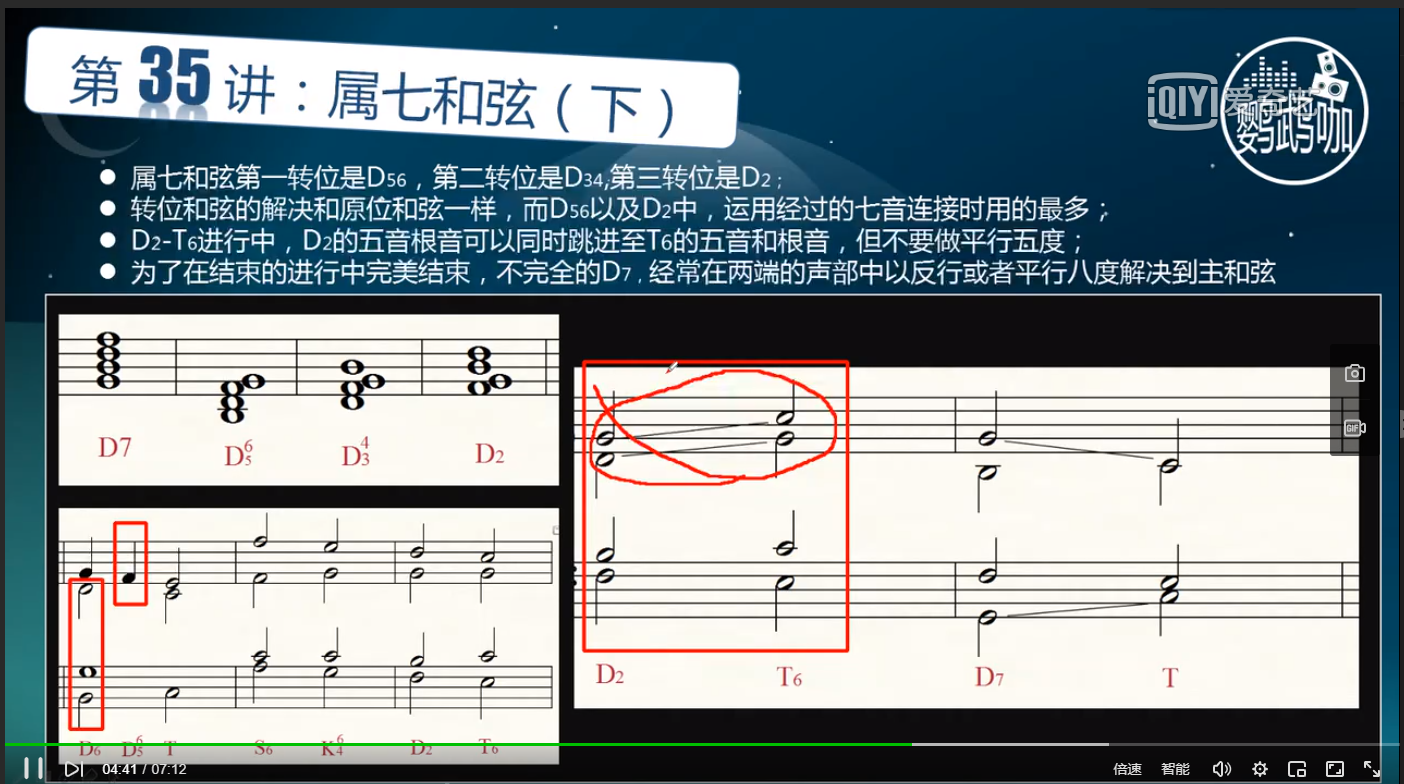 第35讲：属七和弦（下）
iQIYI 爱奇艺
鹦鹉咖
● 属七和弦第一转位是D56，第二转位是D34,第三转位是D2；
● 转位和弦的解决和原位和弦一样，而D56以及D2中，运用经过的七音连接时用的最多；
● D2-T6进行中，D2的五音根音可以同时跳进至T6的五音和根音，但不要做平行五度；
● 为了在结束的进行中完美结束，不完全的D7，经常在两端的声部中以反行或者平行八度解决到主和弦
D7 D6 5 D4 3 D2
D6 D6 5 T S6 K6 4 D2 T6
D2 T6 D7 T
GIF
04:41 / 07:12 倍速 智能